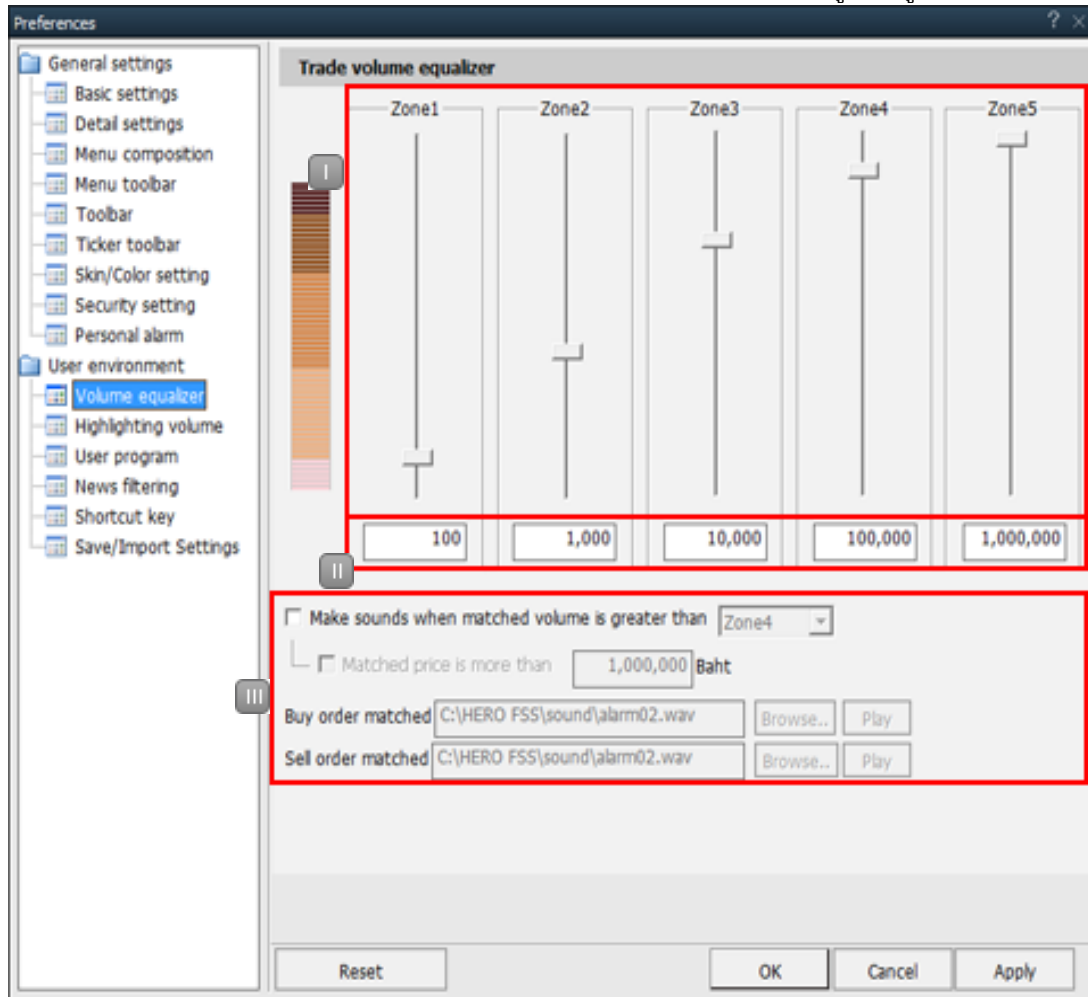 Preferences
General settings
Basic settings
Detail settings
Menu composition
Menu toolbar
Toolbar
Ticker toolbar
Skin/Color setting
Security setting
Personal alarm
User environment
Volume equalizer
Highlighting volume
User program
News filtering
Shortcut key
Save/Import Settings
Trade volume equalizer
Zone1 Zone2 Zone3 Zone4 Zone5
I
100 1,000 10,000 100,000 1,000,000
II
Make sounds when matched volume is greater than Zone4
Matched price is more than 1,000,000 Baht
III
Buy order matched C:\HERO FSS\sound\alarm02.wav Browse.. Play
Sell order matched C:\HERO FSS\sound\alarm02.wav Browse.. Play
Reset OK Cancel Apply